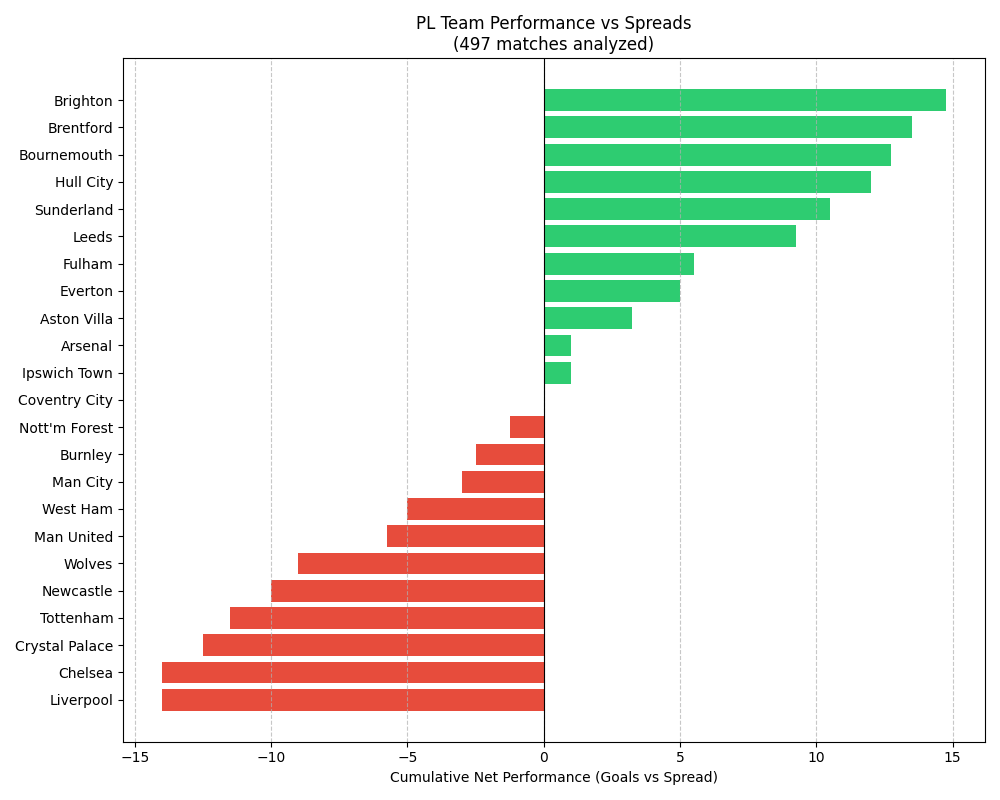 PL Team Performance vs Spreads
(497 matches analyzed)
Brighton
Brentford
Bournemouth
Hull City
Sunderland
Leeds
Fulham
Everton
Aston Villa
Arsenal
Ipswich Town
Coventry City
Nott'm Forest
Burnley
Man City
West Ham
Man United
Wolves
Newcastle
Tottenham
Crystal Palace
Chelsea
Liverpool
−15 −10 −5 0 5 10 15
Cumulative Net Performance (Goals vs Spread)